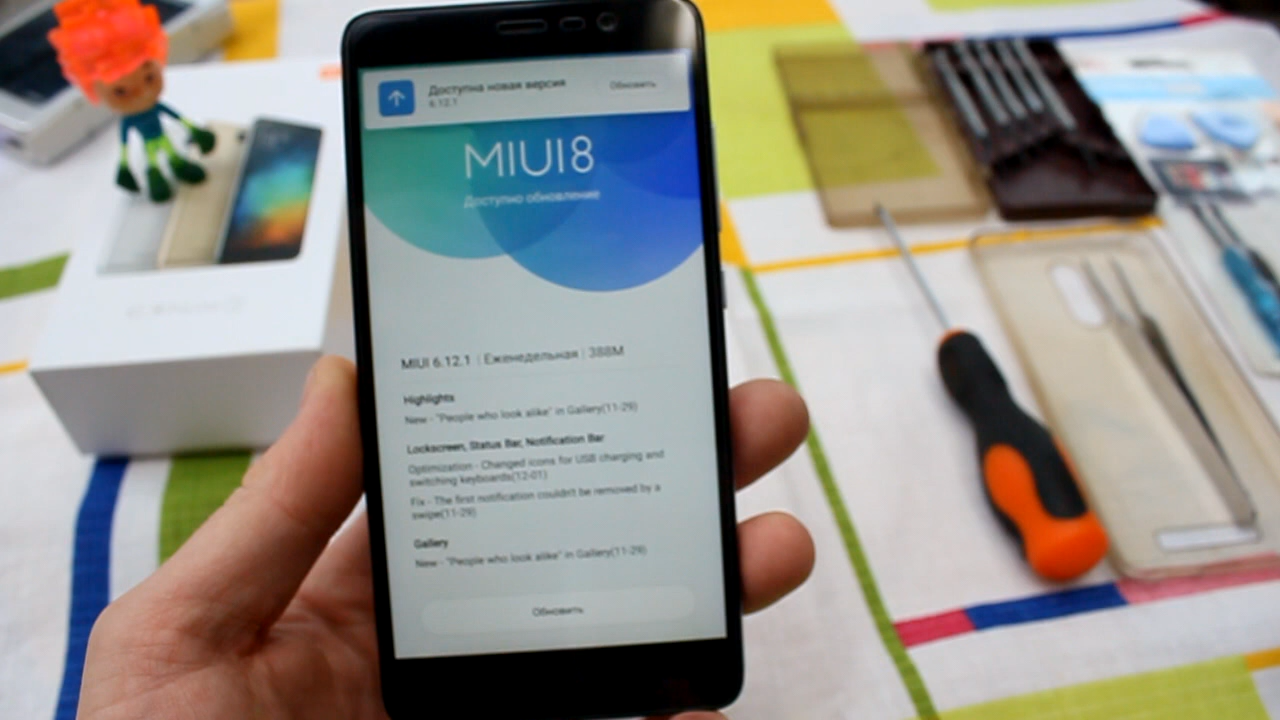 Доступна новая версия
6.12.1
Обновить
MIUI8
Доступно обновление
MIUI 6.12.1 | Еженедельная | 388M
Highlights
New - "People who look alike" in Gallery(11-29)
Lockscreen, Status Bar, Notification Bar
Optimization - Changed icons for USB charging and
switching keyboards(12-01)
Fix - The first notification couldn't be removed by a
swipe(11-29)
Gallery
New - "People who look alike" in Gallery(11-29)
Обновить